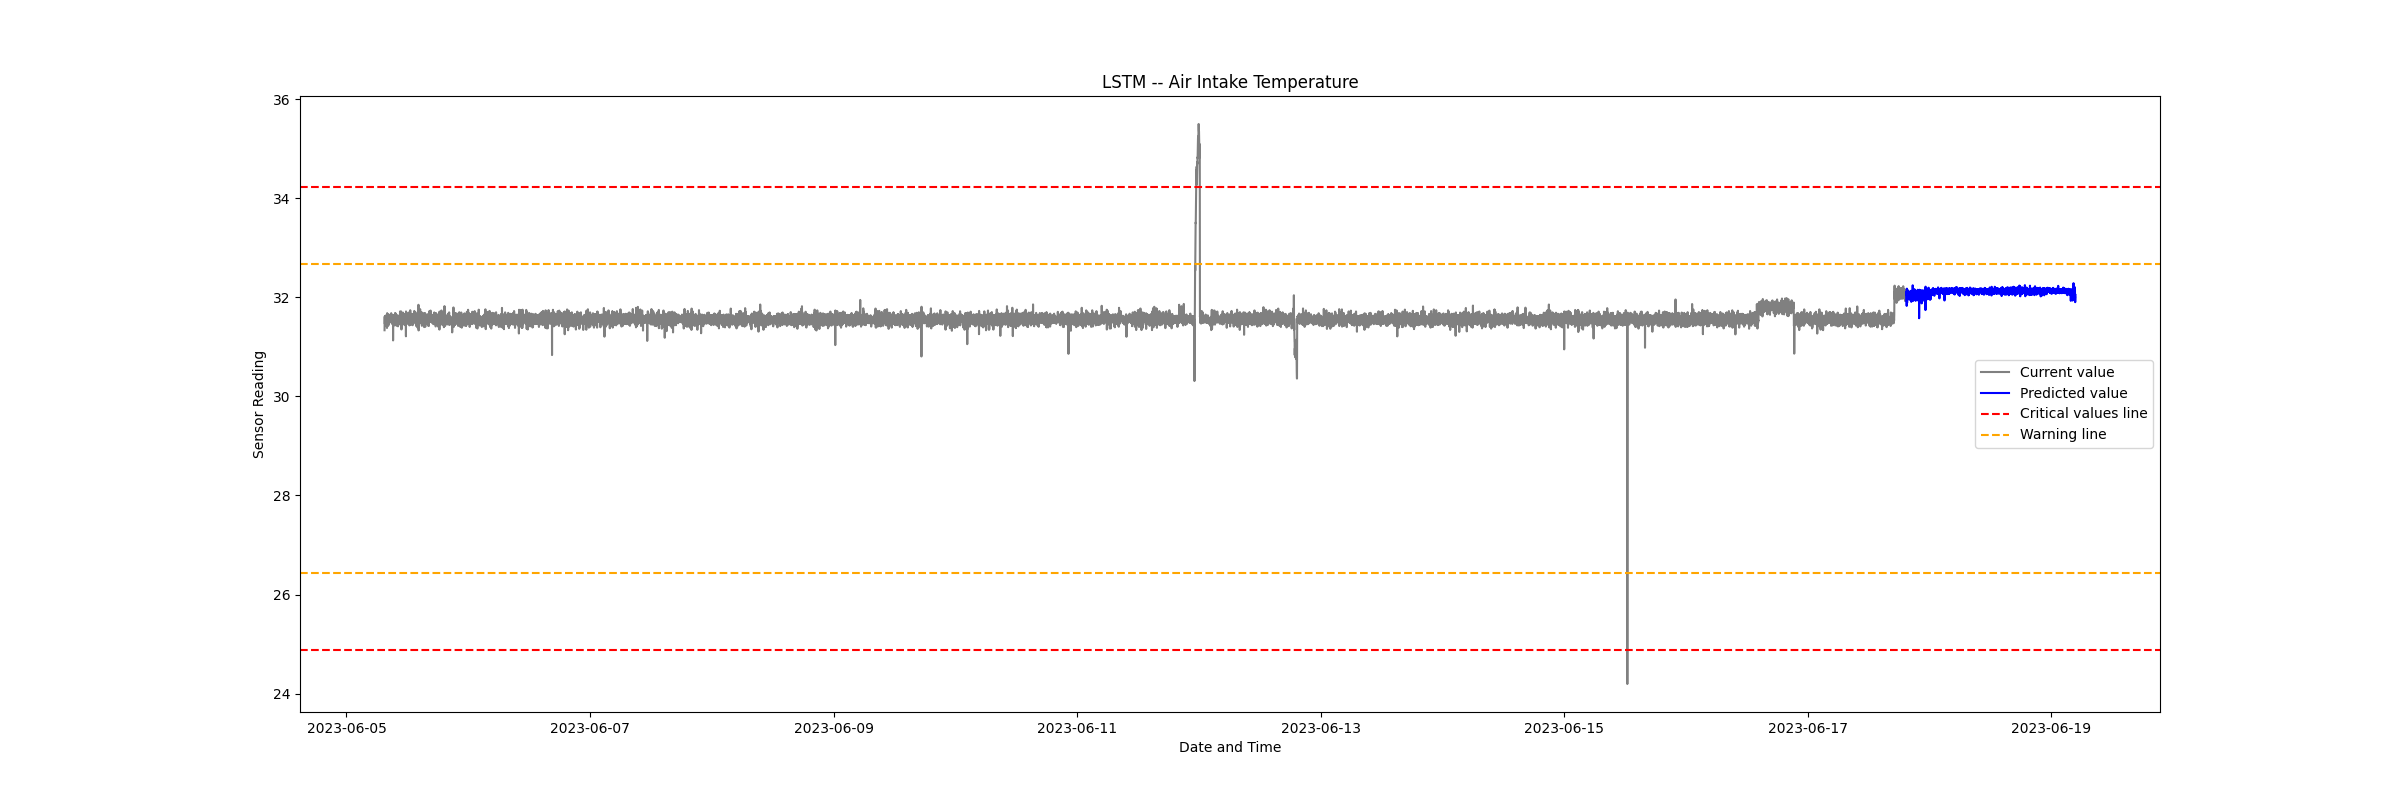 LSTM -- Air Intake Temperature
36
34
32
30
28
26
24
Sensor Reading
Current value
Predicted value
Critical values line
Warning line
2023-06-05
2023-06-07
2023-06-09
2023-06-11
2023-06-13
2023-06-15
2023-06-17
2023-06-19
Date and Time